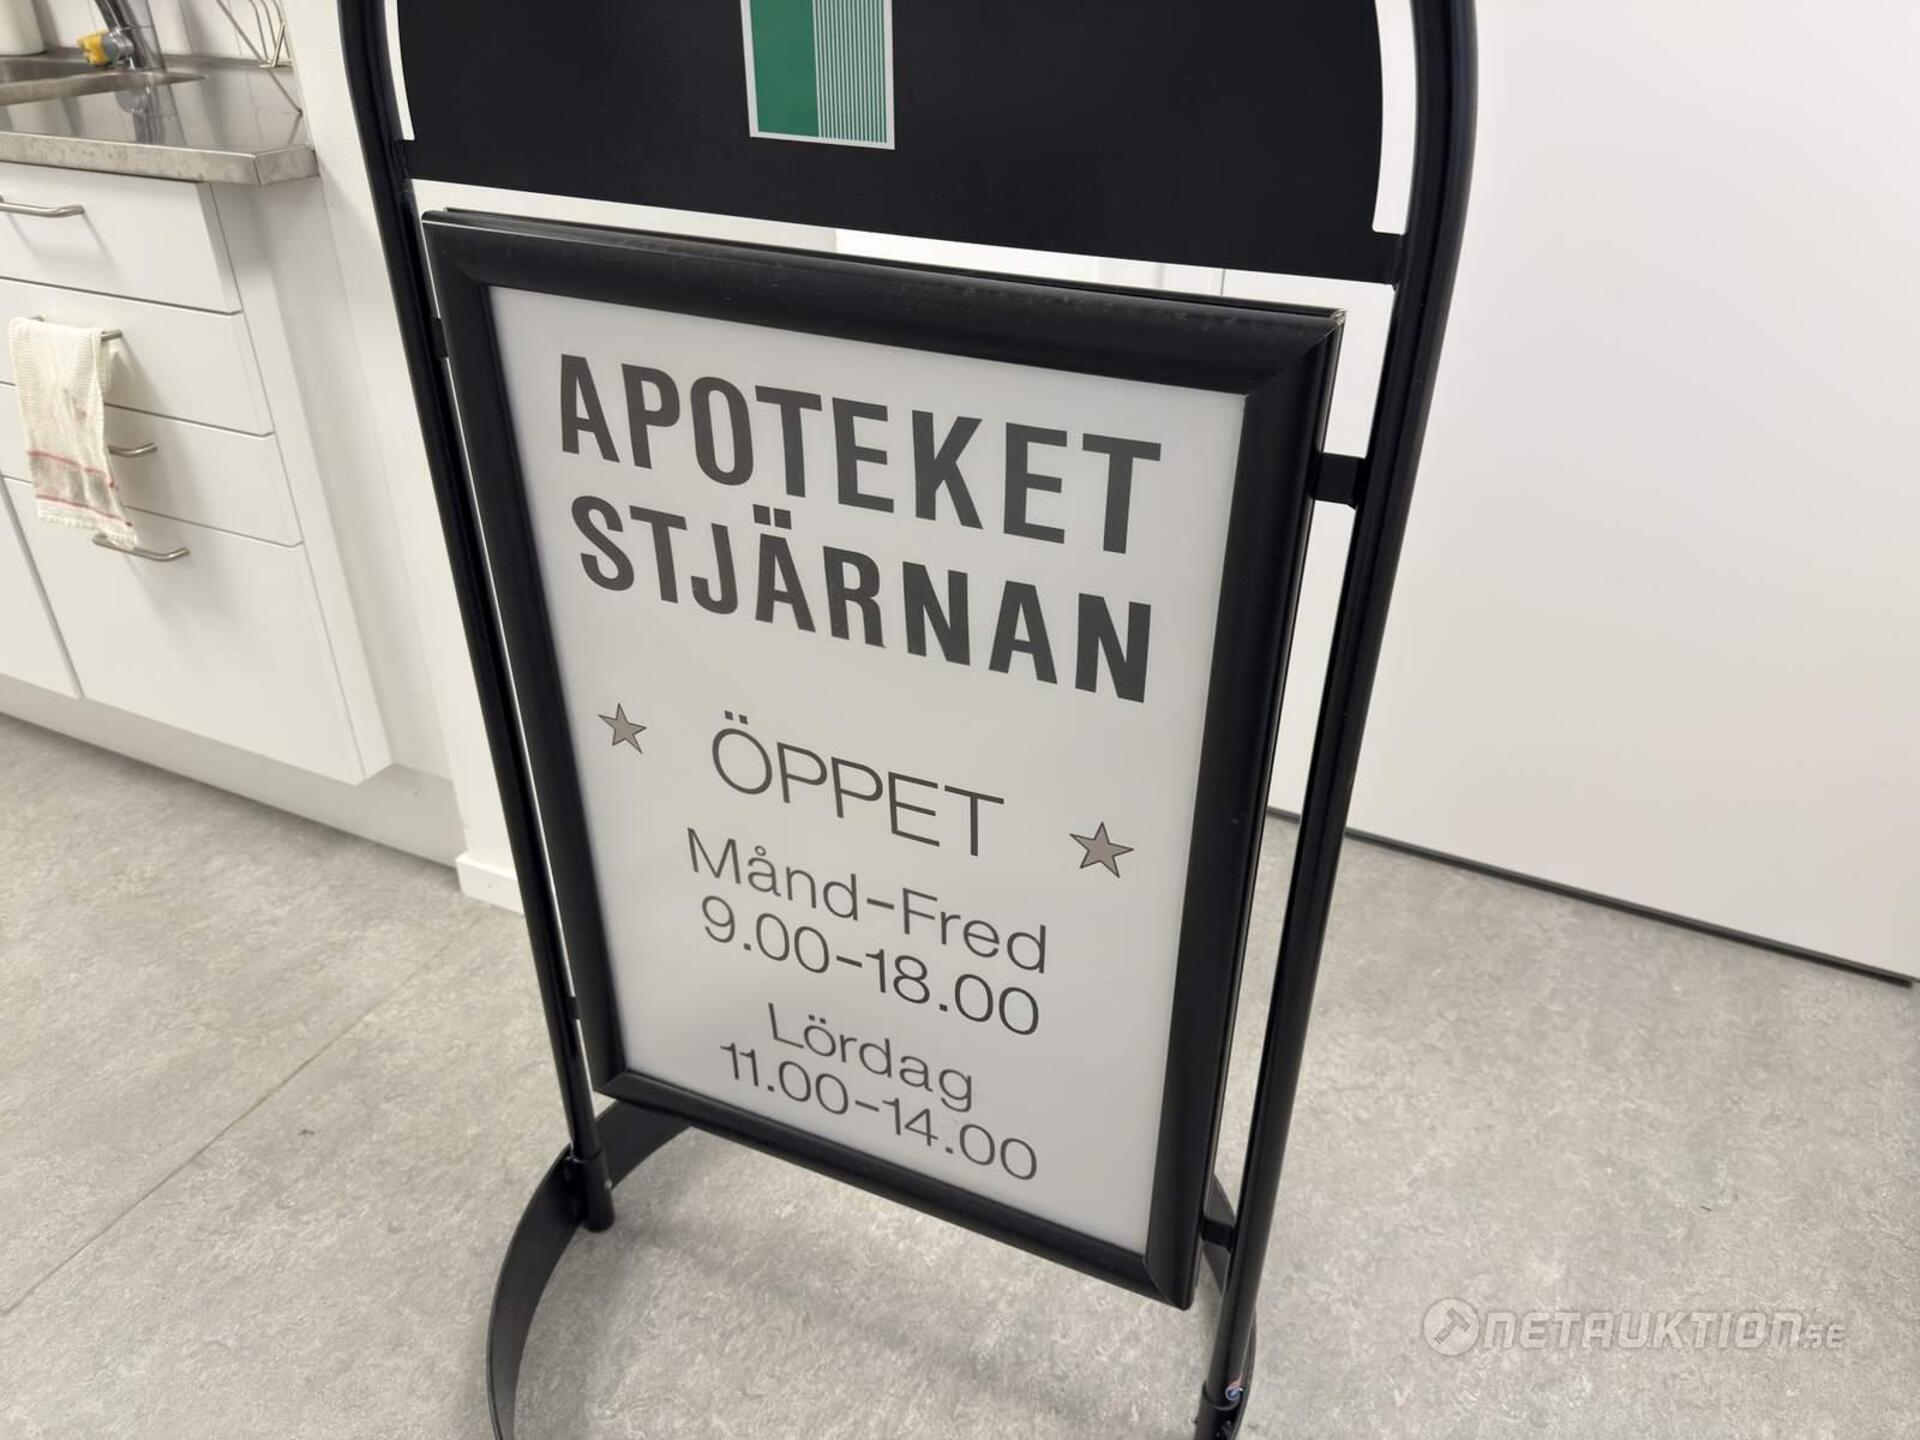 APOTEKET
STJÄRNAN
ÖPPET
Månd-Fred
9.00-18.00
Lördag
11.00-14.00
NETAUKTION.SE